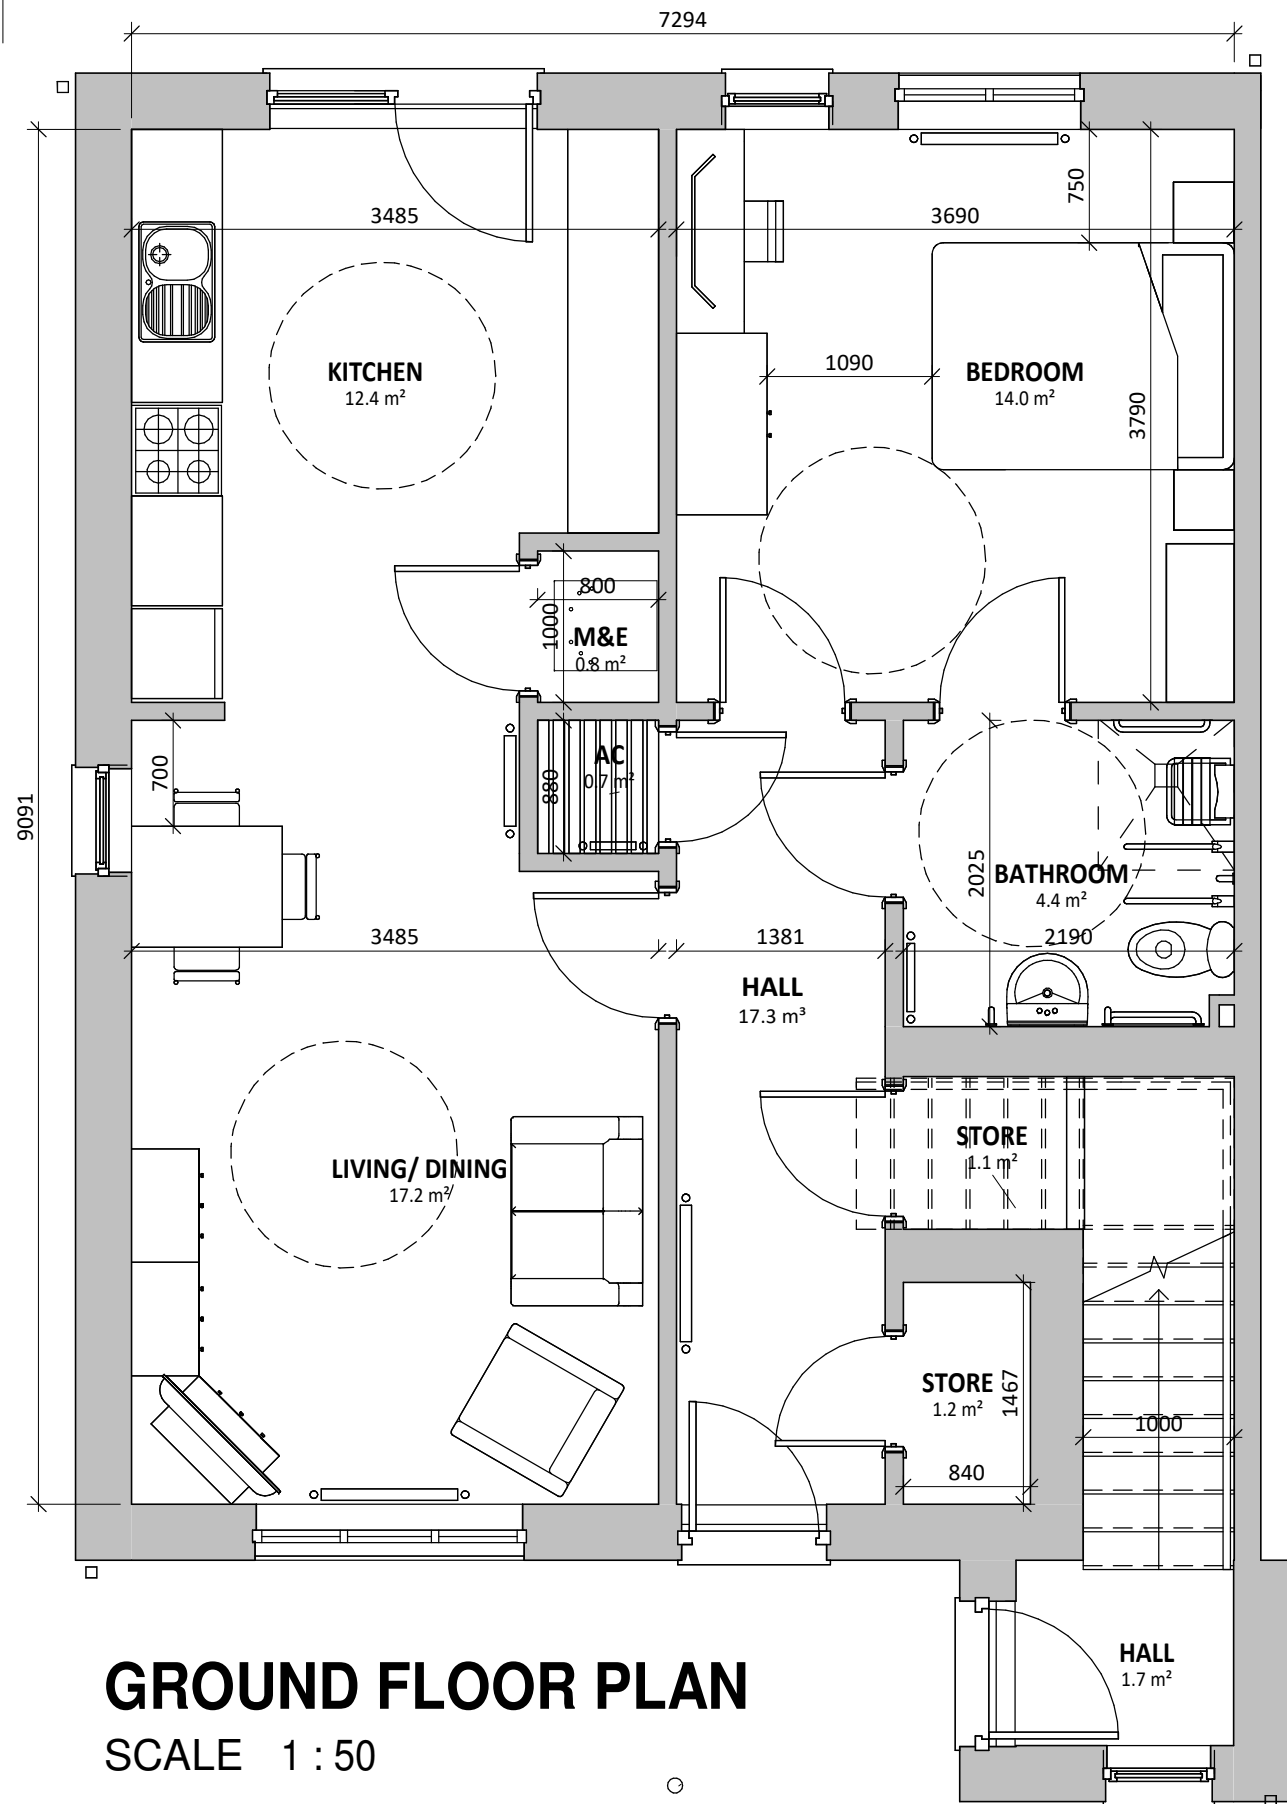 7294
3485
3690
750
KITCHEN
12.4 m²
1090
BEDROOM
14.0 m²
3790
800
1000
M&E
0.8 m²
700
AC
0.7 m²
880
9091
2025
BATHROOM
4.4 m²
3485
1381
2190
HALL
17.3 m³
STORE
1.1 m²
LIVING/ DINING
17.2 m²
STORE
1.2 m²
1467
1000
840
HALL
1.7 m²
GROUND FLOOR PLAN
SCALE 1 : 50